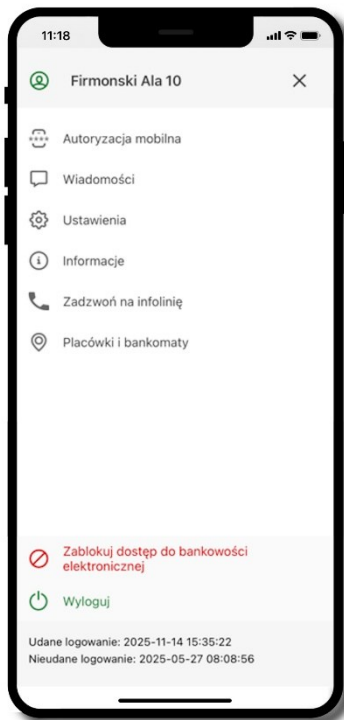 11:18
Firmonski Ala 10
Autoryzacja mobilna
Wiadomości
Ustawienia
Informacje
Zadzwoń na infolinię
Placówki i bankomaty
Zablokuj dostęp do bankowości
elektronicznej
Wyloguj
Udane logowanie: 2025-11-14 15:35:22
Nieudane logowanie: 2025-05-27 08:08:56